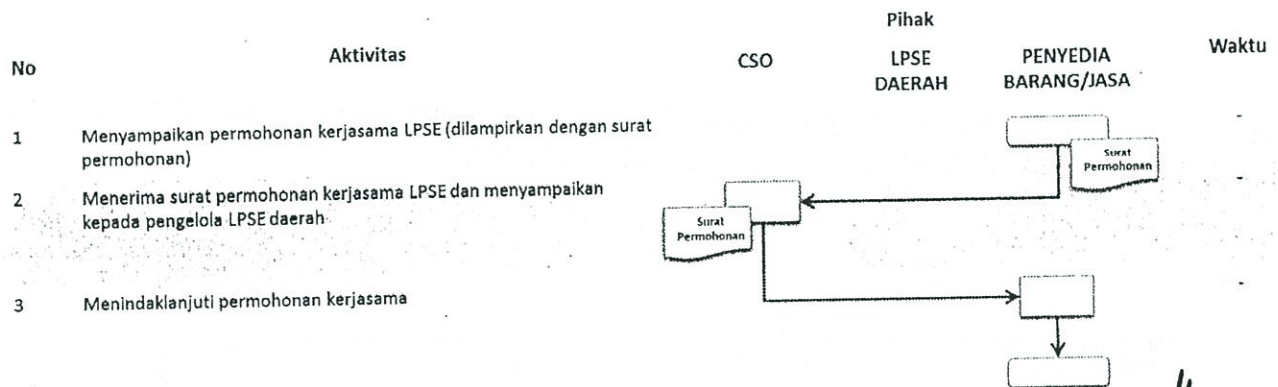 Pihak
No Aktivitas CSO LPSE DAERAH PENYEDIA BARANG/JASA Waktu
1 Menyampaikan permohonan kerjasama LPSE (dilampirkan dengan surat
permohonan)
-
Surat
Permohonan
2 Menerima surat permohonan kerjasama LPSE dan menyampaikan
kepada pengelola LPSE daerah
-
Surat
Permohonan
3 Menindaklanjuti permohonan kerjasama
-